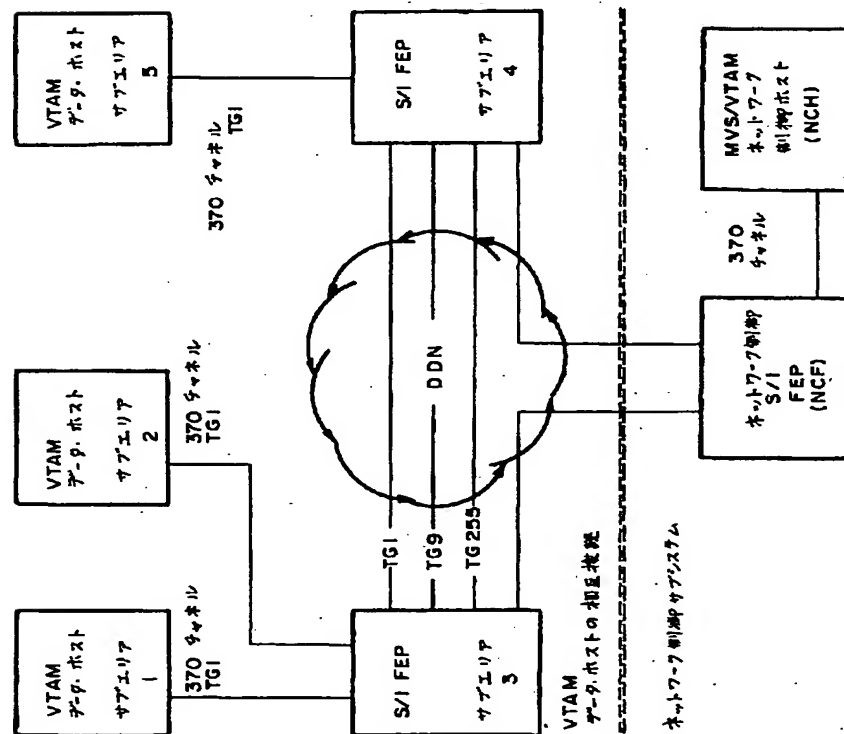 VTAM
データ・ホスト
サブエリア
1
VTAM
データ・ホスト
サブエリア
2
VTAM
データ・ホスト
サブエリア
5
370 チャネル
TG1
370 チャネル
TG1
370 チャネル
TG1
S/1 FEP
サブエリア
3
TG1
TG9
TG255
DDN
S/1 FEP
サブエリア
4
VTAM
データ・ホストの相互接続
ネットワーク制御サブシステム
ネットワーク制御
S/1
FEP
(NCF)
370
チャネル
MVS/VTAM
ネットワーク
制御ホスト
(NCH)